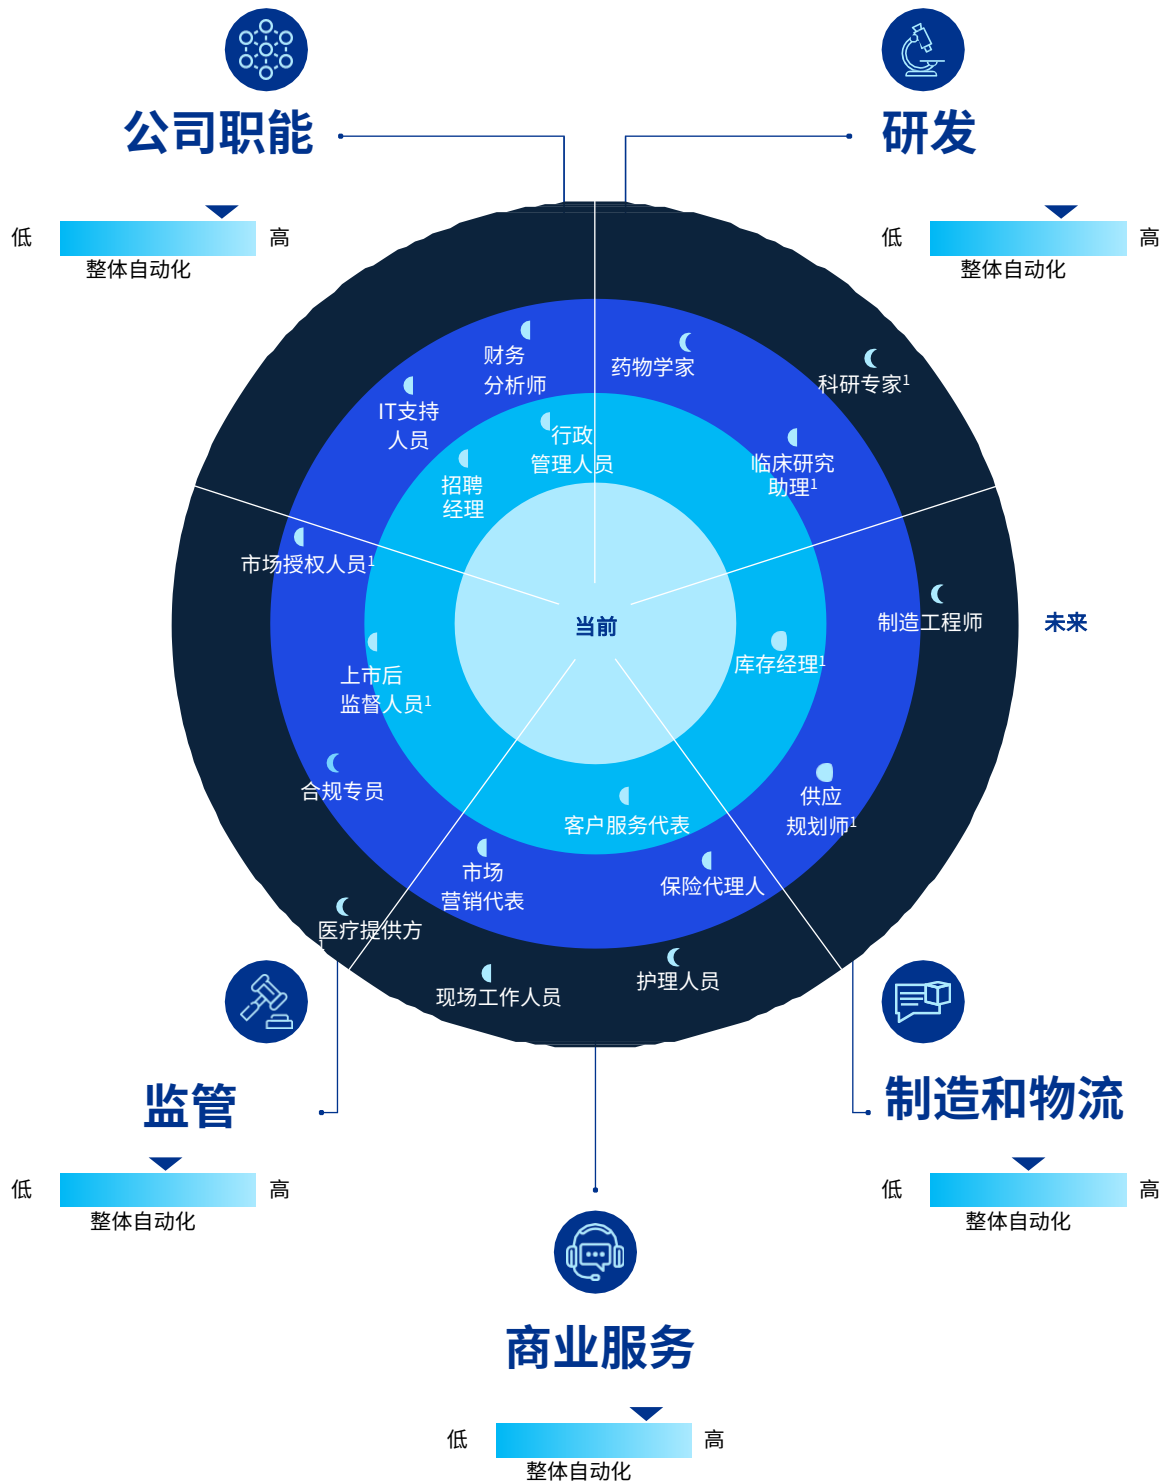 公司职能
研发
低
高
整体自动化
低
高
整体自动化
财务
分析师
药物学家
科研专家1
IT支持
人员
行政
管理人员
临床研究
助理1
招聘
经理
市场授权人员1
当前
制造工程师
未来
上市后
监督人员1
库存经理1
合规专员
供应
规划师1
客户服务代表
市场
营销代表
保险代理人
医疗提供方
1
现场工作人员
护理人员
监管
制造和物流
低
高
整体自动化
低
高
整体自动化
商业服务
低
高
整体自动化